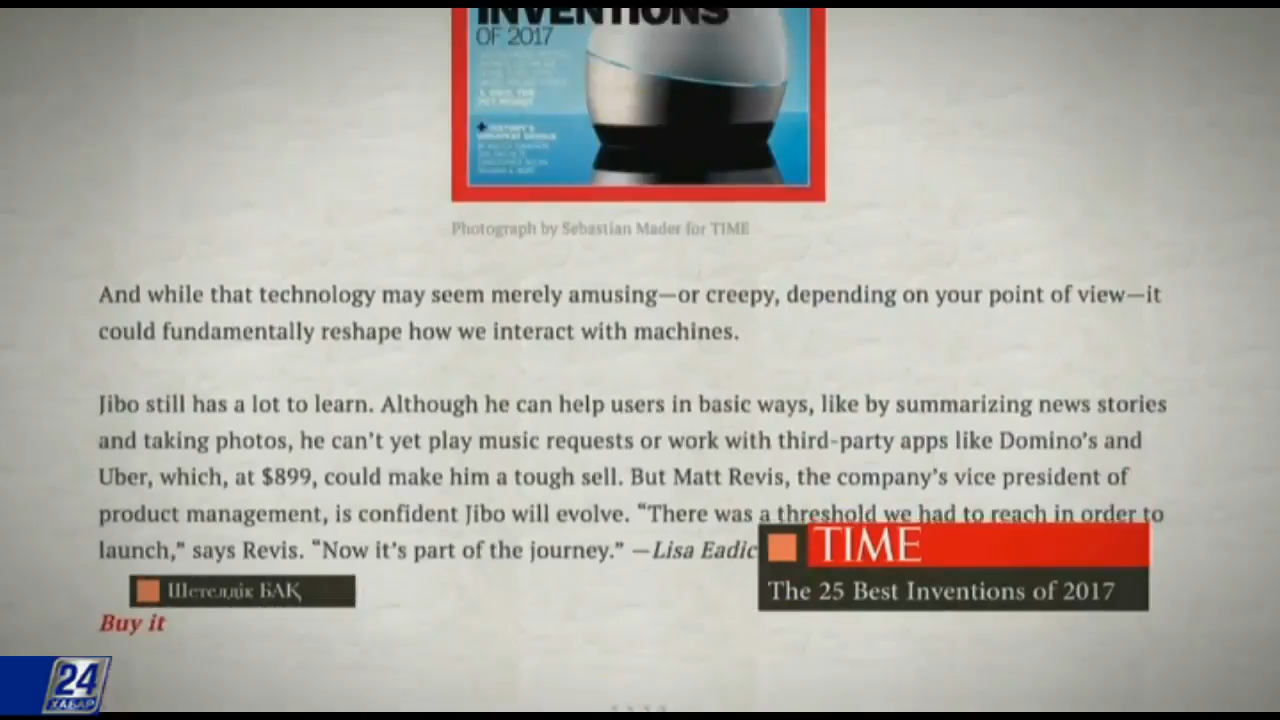 INVENTIONS
OF 2017
Photograph by Sebastian Mader for TIME
And while that technology may seem merely amusing—or creepy, depending on your point of view—it
could fundamentally reshape how we interact with machines.
Jibo still has a lot to learn. Although he can help users in basic ways, like by summarizing news stories
and taking photos, he can't yet play music requests or work with third-party apps like Domino's and
Uber, which, at $899, could make him a tough sell. But Matt Revis, the company's vice president of
product management, is confident Jibo will evolve. “There was a threshold we had to reach in order to
launch,” says Revis. “Now it's part of the journey.” —Lisa Eadic
TIME
The 25 Best Inventions of 2017
Шетелдік БАҚ
Buy it
24
ХАБАР